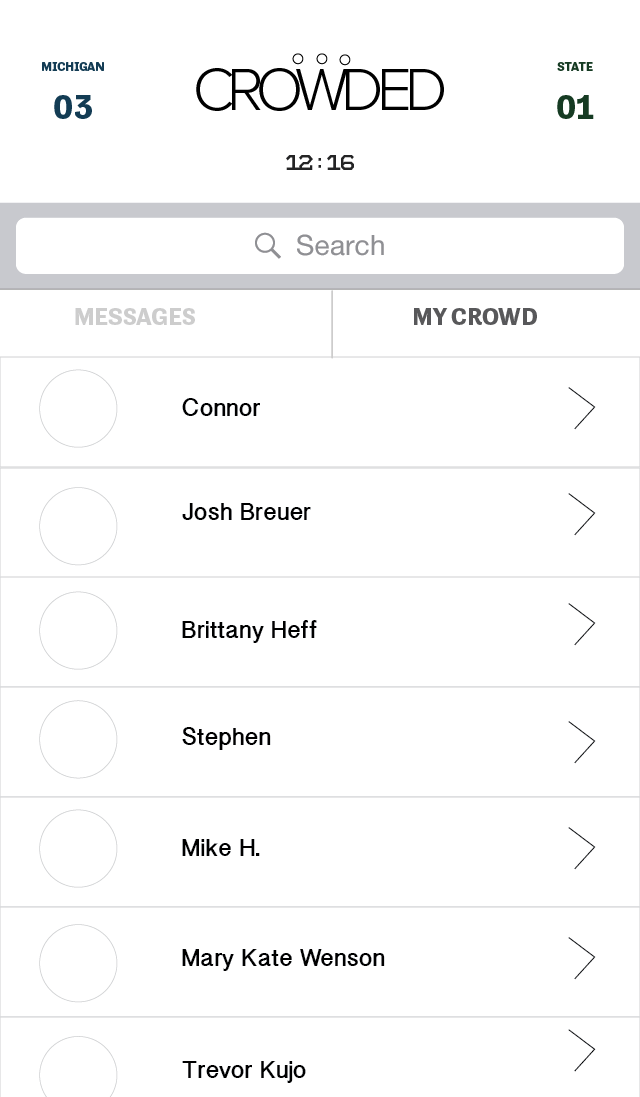 MICHIGAN
03
CROWDED
STATE
01
12:16
Search
MESSAGES
MY CROWD
Connor
Josh Breuer
Brittany Heff
Stephen
Mike H.
Mary Kate Wenson
Trevor Kujo